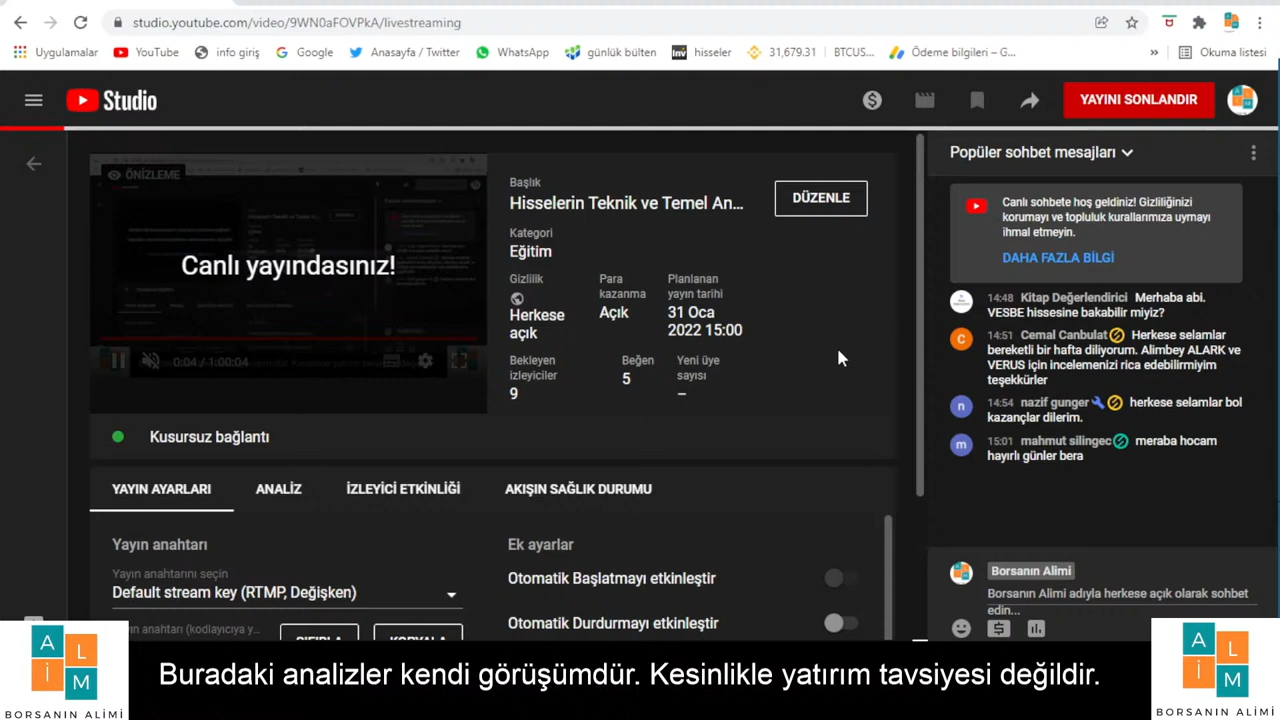 studio.youtube.com/video/9WN0aFOVPkA/livestreaming
Uygulamalar YouTube info giriş Google Anasayfa / Twitter WhatsApp günlük bülten Inv hisseler 31,679.31 BTCUS... Ödeme bilgileri – G... » Okuma listesi
Studio
YAYINI SONLANDIR
ÖNİZLEME
Canlı yayındasınız!
0:04 / 1:00:04
Başlık
Hisselerin Teknik ve Temel An...
DÜZENLE
Kategori
Eğitim
Gizlilik
Herkese
açık
Para
kazanma
Açık
Planlanan
yayın tarihi
31 Oca
2022 15:00
Bekleyen
izleyiciler
9
Beğen
5
Yeni üye
sayısı
–
Kusursuz bağlantı
YAYIN AYARLARI ANALİZ İZLEYİCİ ETKİNLİĞİ AKIŞIN SAĞLIK DURUMU
Yayın anahtarı
Yayın anahtarını seçin
Default stream key (RTMP, Değişken)
Yayın anahtarı (kodlayıcıya y...
SIFIRLA
KOPYALA
Ek ayarlar
Otomatik Başlatmayı etkinleştir
Otomatik Durdurmayı etkinleştir
Popüler sohbet mesajları
Canlı sohbete hoş geldiniz! Gizliliğinizi
korumayı ve topluluk kurallarımıza uymayı
ihmal etmeyin.
DAHA FAZLA BİLGİ
14:48 Kitap Değerlendirici Merhaba abi.
VESBE hissesine bakabilir miyiz?
C
14:51 Cemal Canbulat Herkese selamlar
bereketli bir hafta diliyorum. Alimbey ALARK ve
VERUS için incelemenizi rica edebilirmiyim
teşekkürler
n
14:54 nazif gunger herkese selamlar bol
kazançlar dilerim.
m
15:01 mahmut silingec meraba hocam
hayırlı günler bera
Borsanın Alimi
Borsanın Alimi adıyla herkese açık olarak sohbet
edin...
A
L
İ
M
BORSANIN ALİMİ
Buradaki analizler kendi görüşümdür. Kesinlikle yatırım tavsiyesi değildir.
A
L
İ
M
BORSANIN ALİMİ